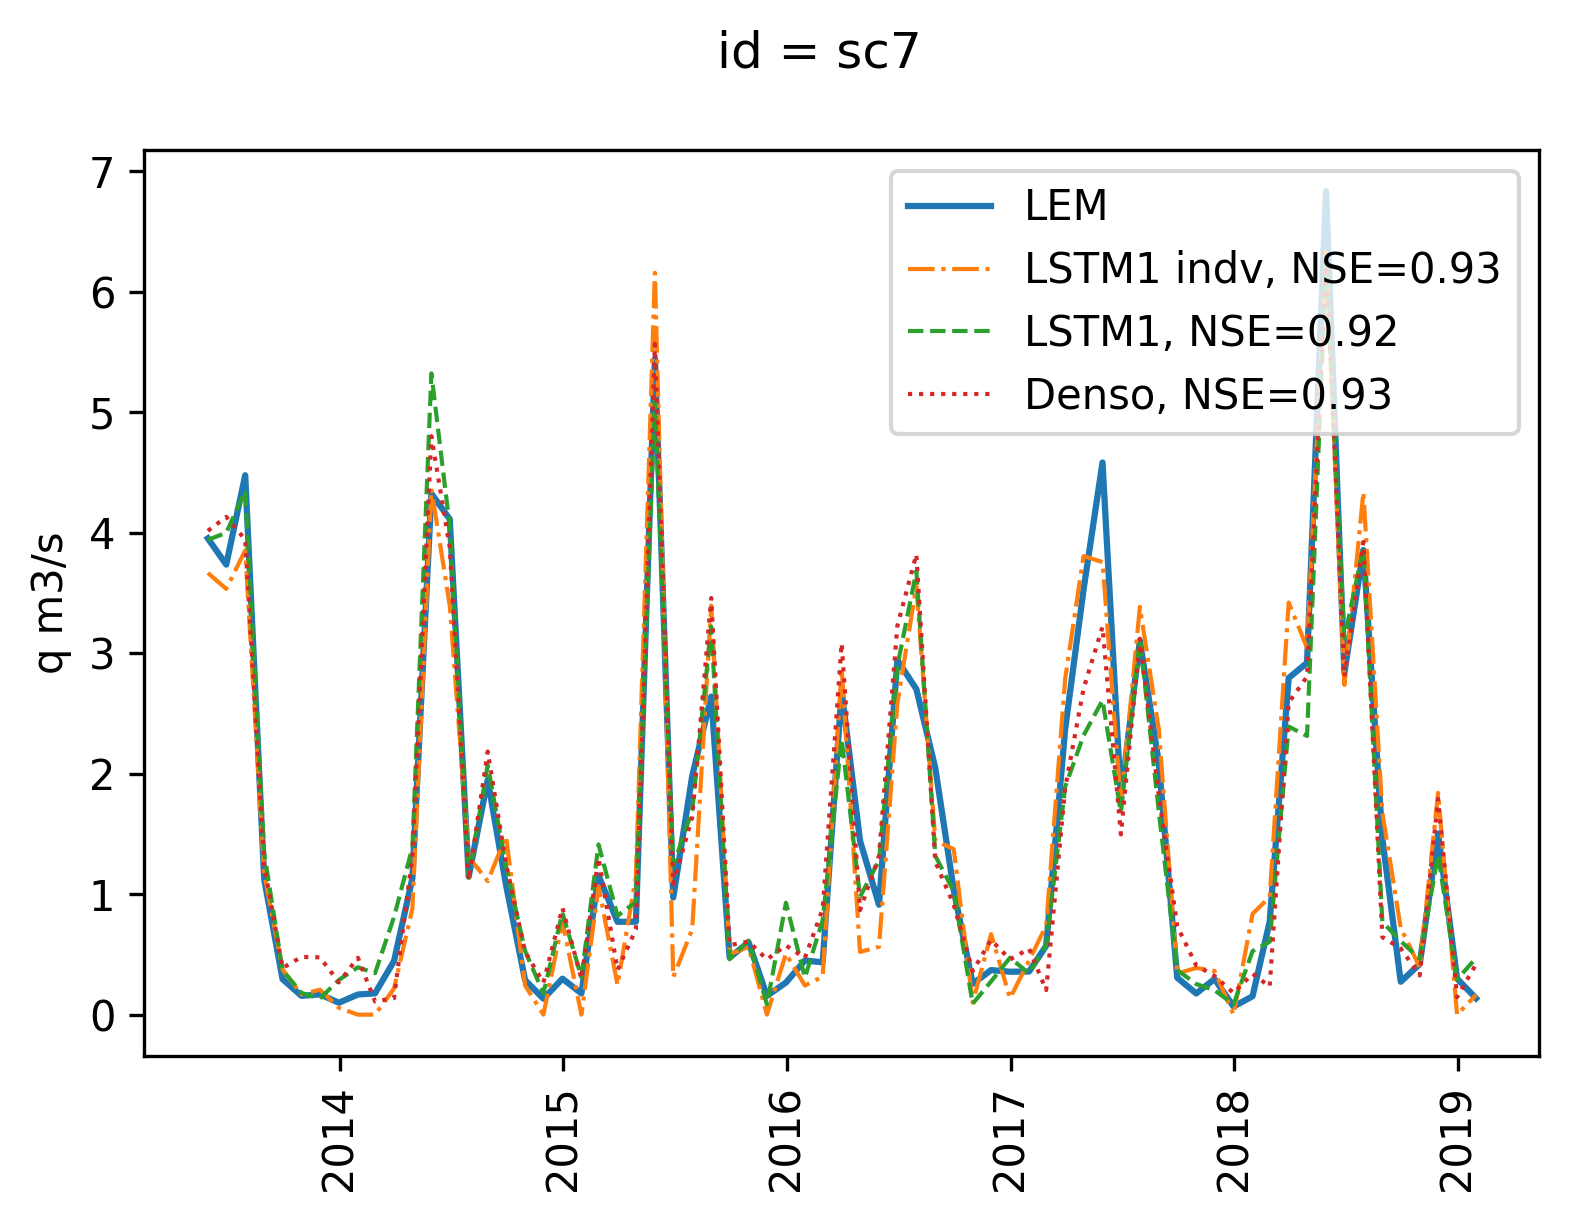 id = sc7
7
6
5
4
3
2
1
0
q m3/s
LEM
LSTM1 indv, NSE=0.93
LSTM1, NSE=0.92
Denso, NSE=0.93
2014
2015
2016
2017
2018
2019